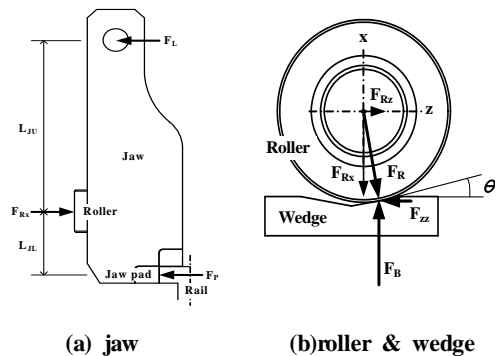 F_L
L_JU
Jaw
F_Rx
Roller
L_JL
Jaw pad
F_P
Rail
(a) jaw
x
F_Rz
z
Roller
F_Rx
F_R
θ
Wedge
F_zz
F_B
(b)roller & wedge